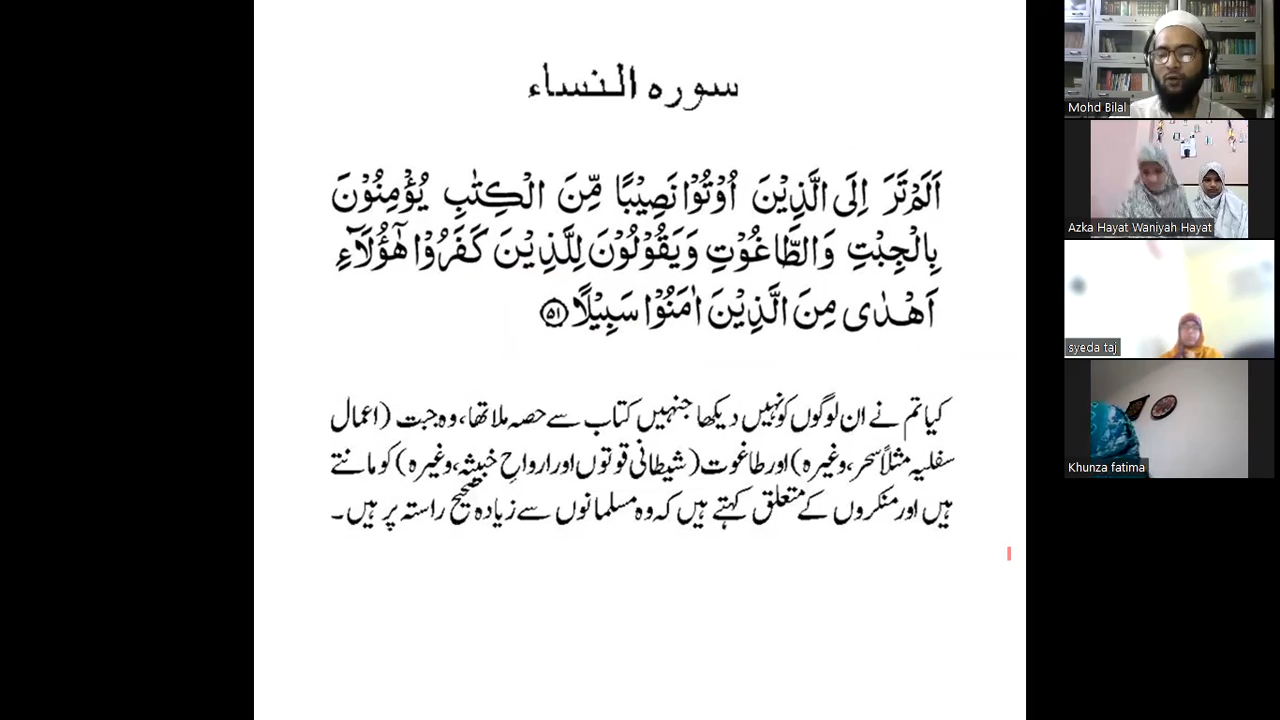 سورہ النساء
اَلَمْ تَرَ اِلَى الَّذِيْنَ اُوْتُوْا نَصِيْبًا مِّنَ الْكِتٰبِ يُؤْمِنُوْنَ
بِالْجِبْتِ وَالطَّاغُوْتِ وَيَقُوْلُوْنَ لِلَّذِيْنَ كَفَرُوْا هٰٓؤُلَآءِ
اَهْدٰى مِنَ الَّذِيْنَ اٰمَنُوْا سَبِيْلًا ﴿۵۱﴾
کیا تم نے ان لوگوں کو نہیں دیکھا جنہیں کتاب سے حصہ ملا تھا، وہ جبت (اعمال
سفلیہ مثلاً سحر، وغیرہ) اور طاغوت (شیطانی قوتوں اور ارواحِ خبیثہ، وغیرہ) کو مانتے
ہیں اور منکروں کے متعلق کہتے ہیں کہ وہ مسلمانوں سے زیادہ صحیح راستہ پر ہیں۔
Mohd Bilal
Azka Hayat Waniyah Hayat
syeda taj
Khunza fatima